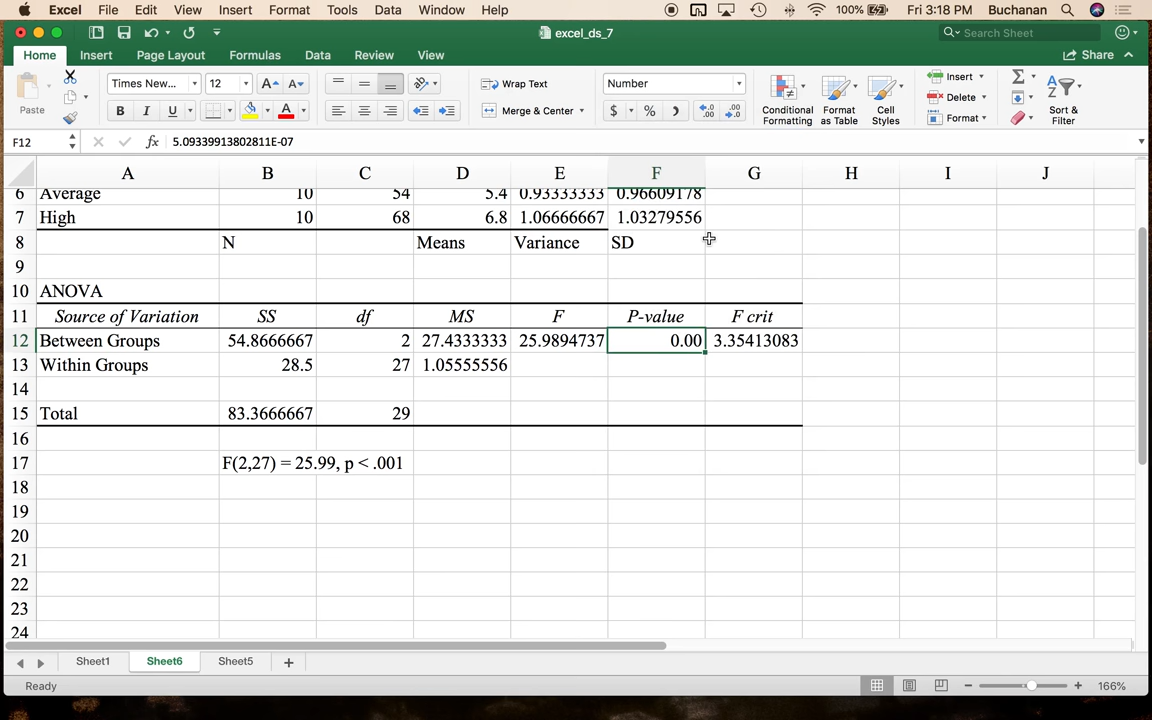 Excel File Edit View Insert Format Tools Data Window Help 100% Fri 3:18 PM Buchanan
excel_ds_7 Search Sheet
Home Insert Page Layout Formulas Data Review View Share
Paste Times New... 12 A A Wrap Text Number Conditional Formatting Format as Table Cell Styles Insert Delete Format Sort & Filter
B I U A Merge & Center $ % .0 .00 .00 .0
F12 fx 5.09339913802811E-07
A B C D E F G H I J
6 Average 10 54 5.4 0.93333333 0.96609178
7 High 10 68 6.8 1.06666667 1.03279556
8 N Means Variance SD
9
10 ANOVA
11 Source of Variation SS df MS F P-value F crit
12 Between Groups 54.8666667 2 27.4333333 25.9894737 0.00 3.35413083
13 Within Groups 28.5 27 1.05555556
14
15 Total 83.3666667 29
16
17 F(2,27) = 25.99, p < .001
18
19
20
21
22
23
24
Sheet1 Sheet6 Sheet5 +
Ready 166%